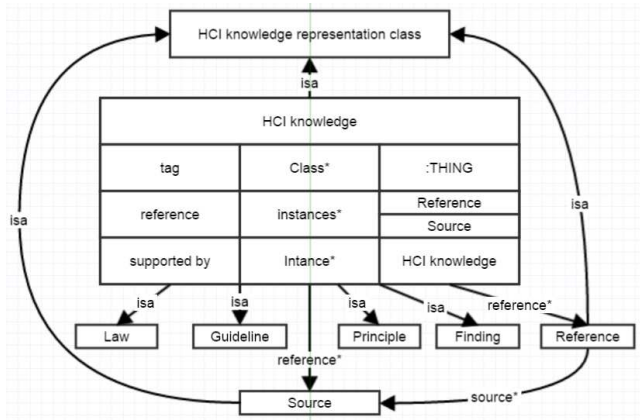 HCI knowledge representation class
isa
HCI knowledge
tag Class* :THING
reference instances* Reference
Source
isa isa
supported by Intance* HCI knowledge
isa isa isa isa reference*
Law Guideline Principle Finding Reference
reference*
source*
Source